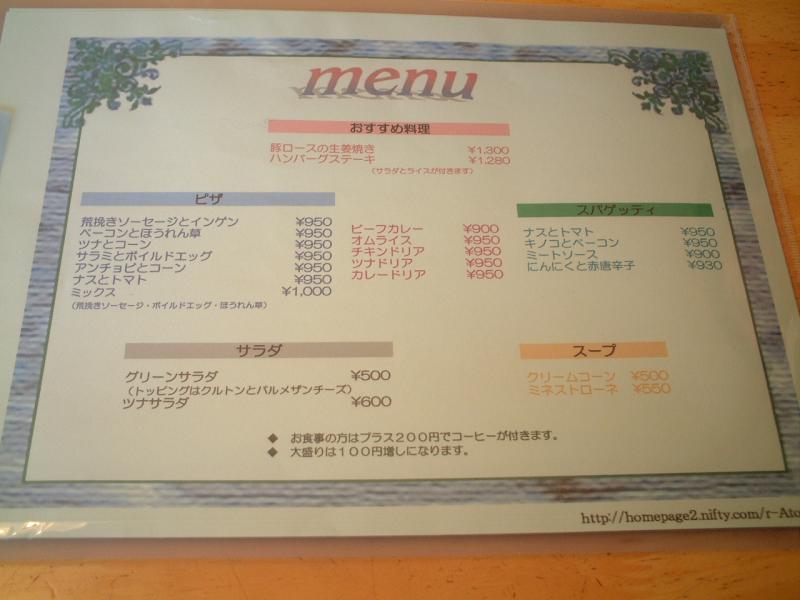 menu
おすすめ料理
豚ロースの生姜焼き ¥1,300
ハンバーグステーキ ¥1,280
(サラダとライスが付きます)
ピザ
荒挽きソーセージとインゲン ¥950
ベーコンとほうれん草 ¥950
ツナとコーン ¥950
サラミとボイルドエッグ ¥950
アンチョビとコーン ¥950
ナスとトマト ¥950
ミックス ¥1,000
(荒挽きソーセージ・ボイルドエッグ・ほうれん草)
ビーフカレー ¥900
オムライス ¥950
チキンドリア ¥950
ツナドリア ¥950
カレードリア ¥950
スパゲッティ
ナスとトマト ¥950
キノコとベーコン ¥950
ミートソース ¥900
にんにくと赤唐辛子 ¥930
サラダ
グリーンサラダ ¥500
(トッピングはクルトンとパルメザンチーズ)
ツナサラダ ¥600
スープ
クリームコーン ¥500
ミネストローネ ¥550
◆ お食事の方はプラス200円でコーヒーが付きます。
◆ 大盛りは100円増しになります。
http://homepage2.nifty.com/r-Ato